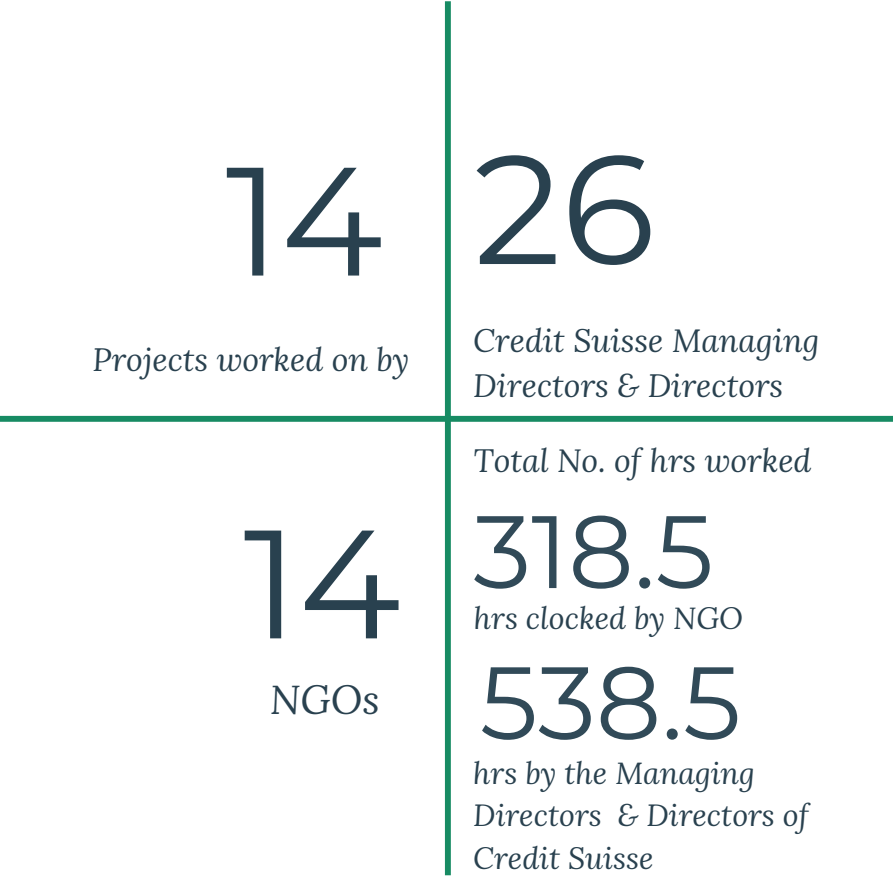 14
Projects worked on by
26
Credit Suisse Managing
Directors & Directors
14
NGOs
Total No. of hrs worked
318.5
hrs clocked by NGO
538.5
hrs by the Managing
Directors & Directors of
Credit Suisse